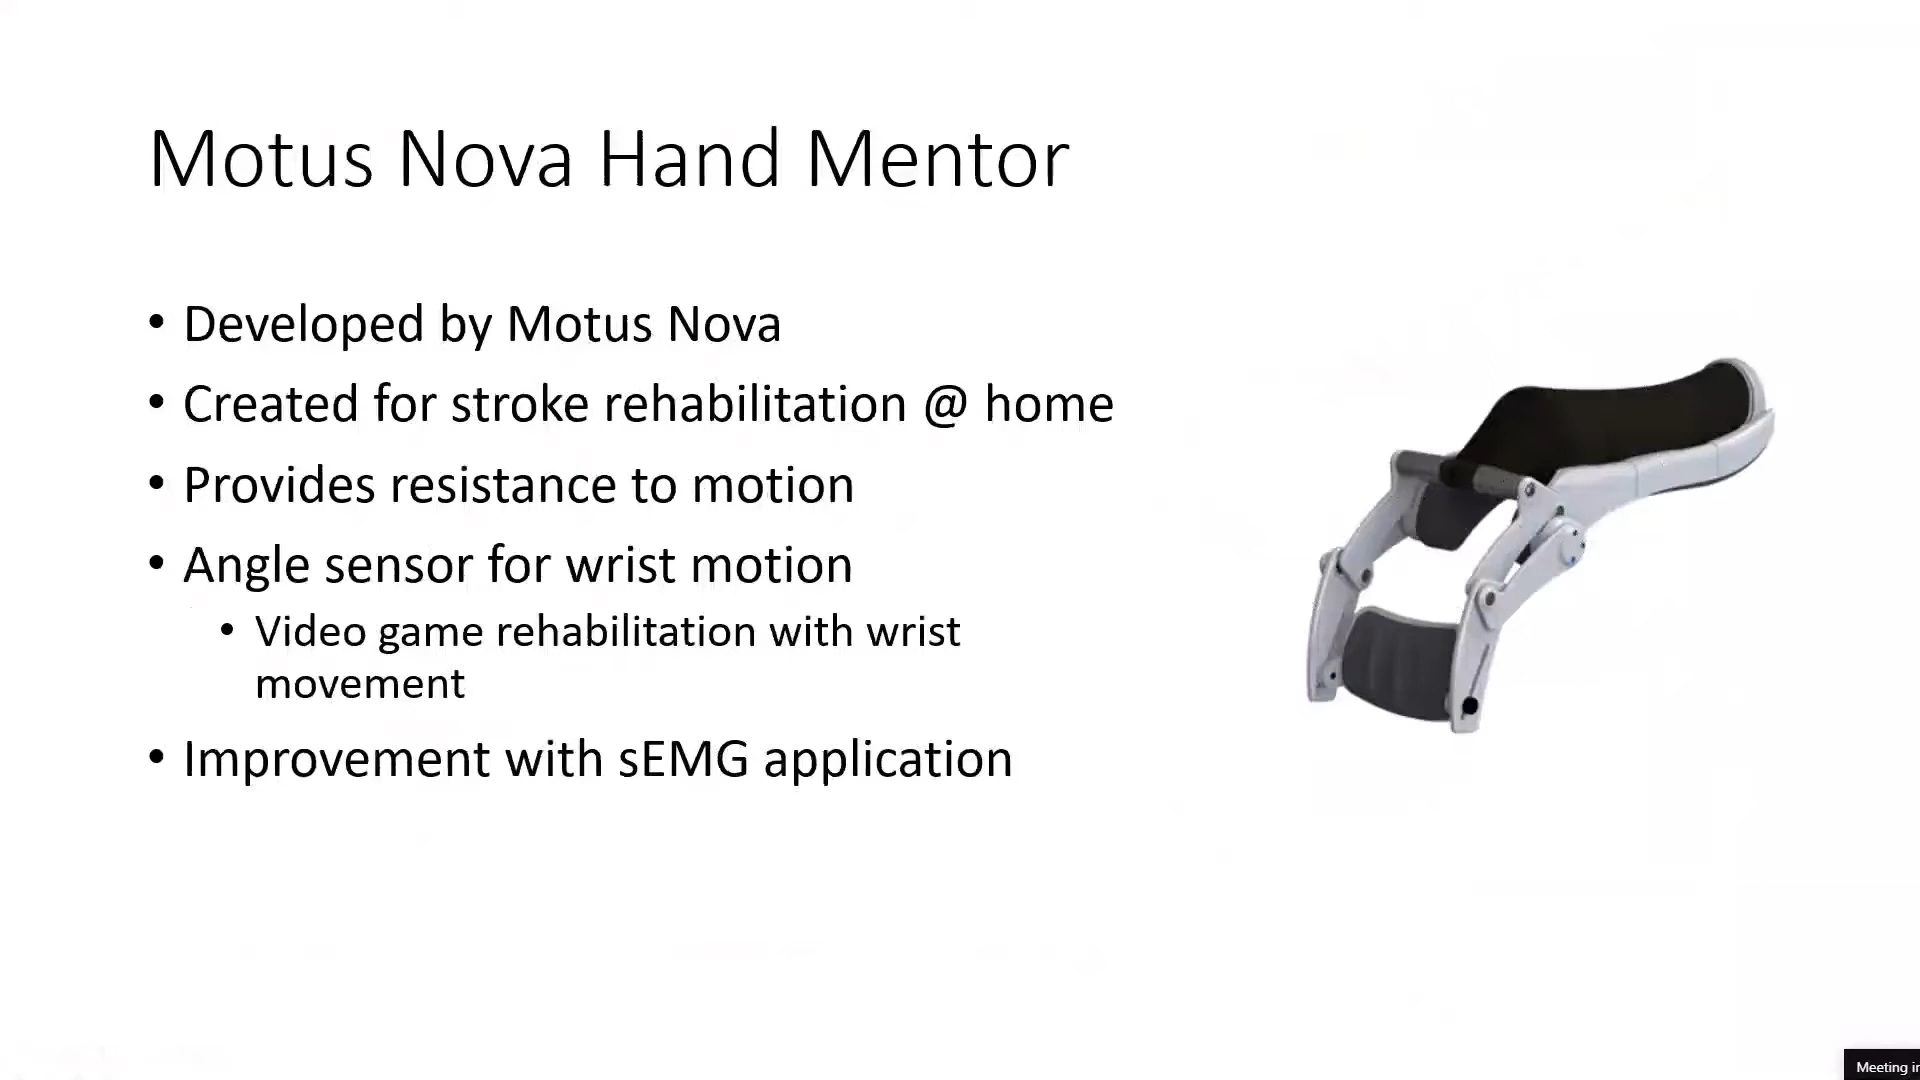 Motus Nova Hand Mentor
• Developed by Motus Nova
• Created for stroke rehabilitation @ home
• Provides resistance to motion
• Angle sensor for wrist motion
• Video game rehabilitation with wrist
movement
• Improvement with sEMG application
Meeting